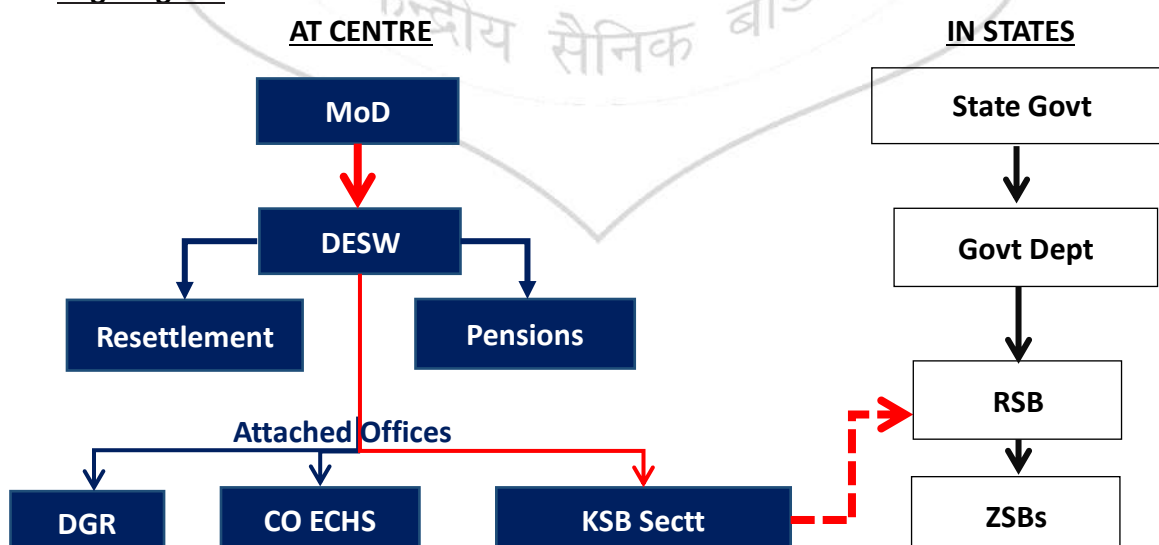 AT CENTRE
IN STATES
केन्द्रीय सैनिक बोर्ड
MoD
State Govt
DESW
Govt Dept
Resettlement
Pensions
RSB
Attached Offices
DGR
CO ECHS
KSB Sectt
ZSBs